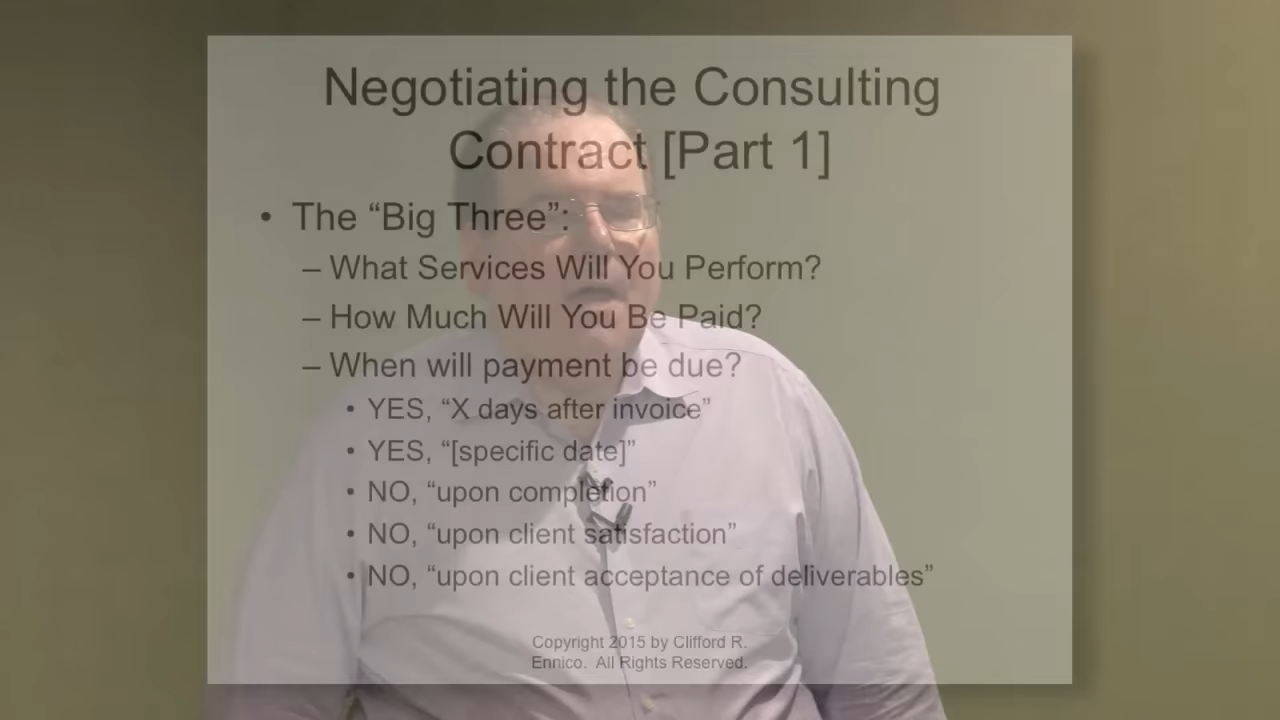 Negotiating the Consulting
Contract [Part 1]
• The “Big Three”:
– What Services Will You Perform?
– How Much Will You Be Paid?
– When will payment be due?
• YES, “X days after invoice”
• YES, “[specific date]”
• NO, “upon completion”
• NO, “upon client satisfaction”
• NO, “upon client acceptance of deliverables”
Copyright 2015 by Clifford R.
Ennico. All Rights Reserved.